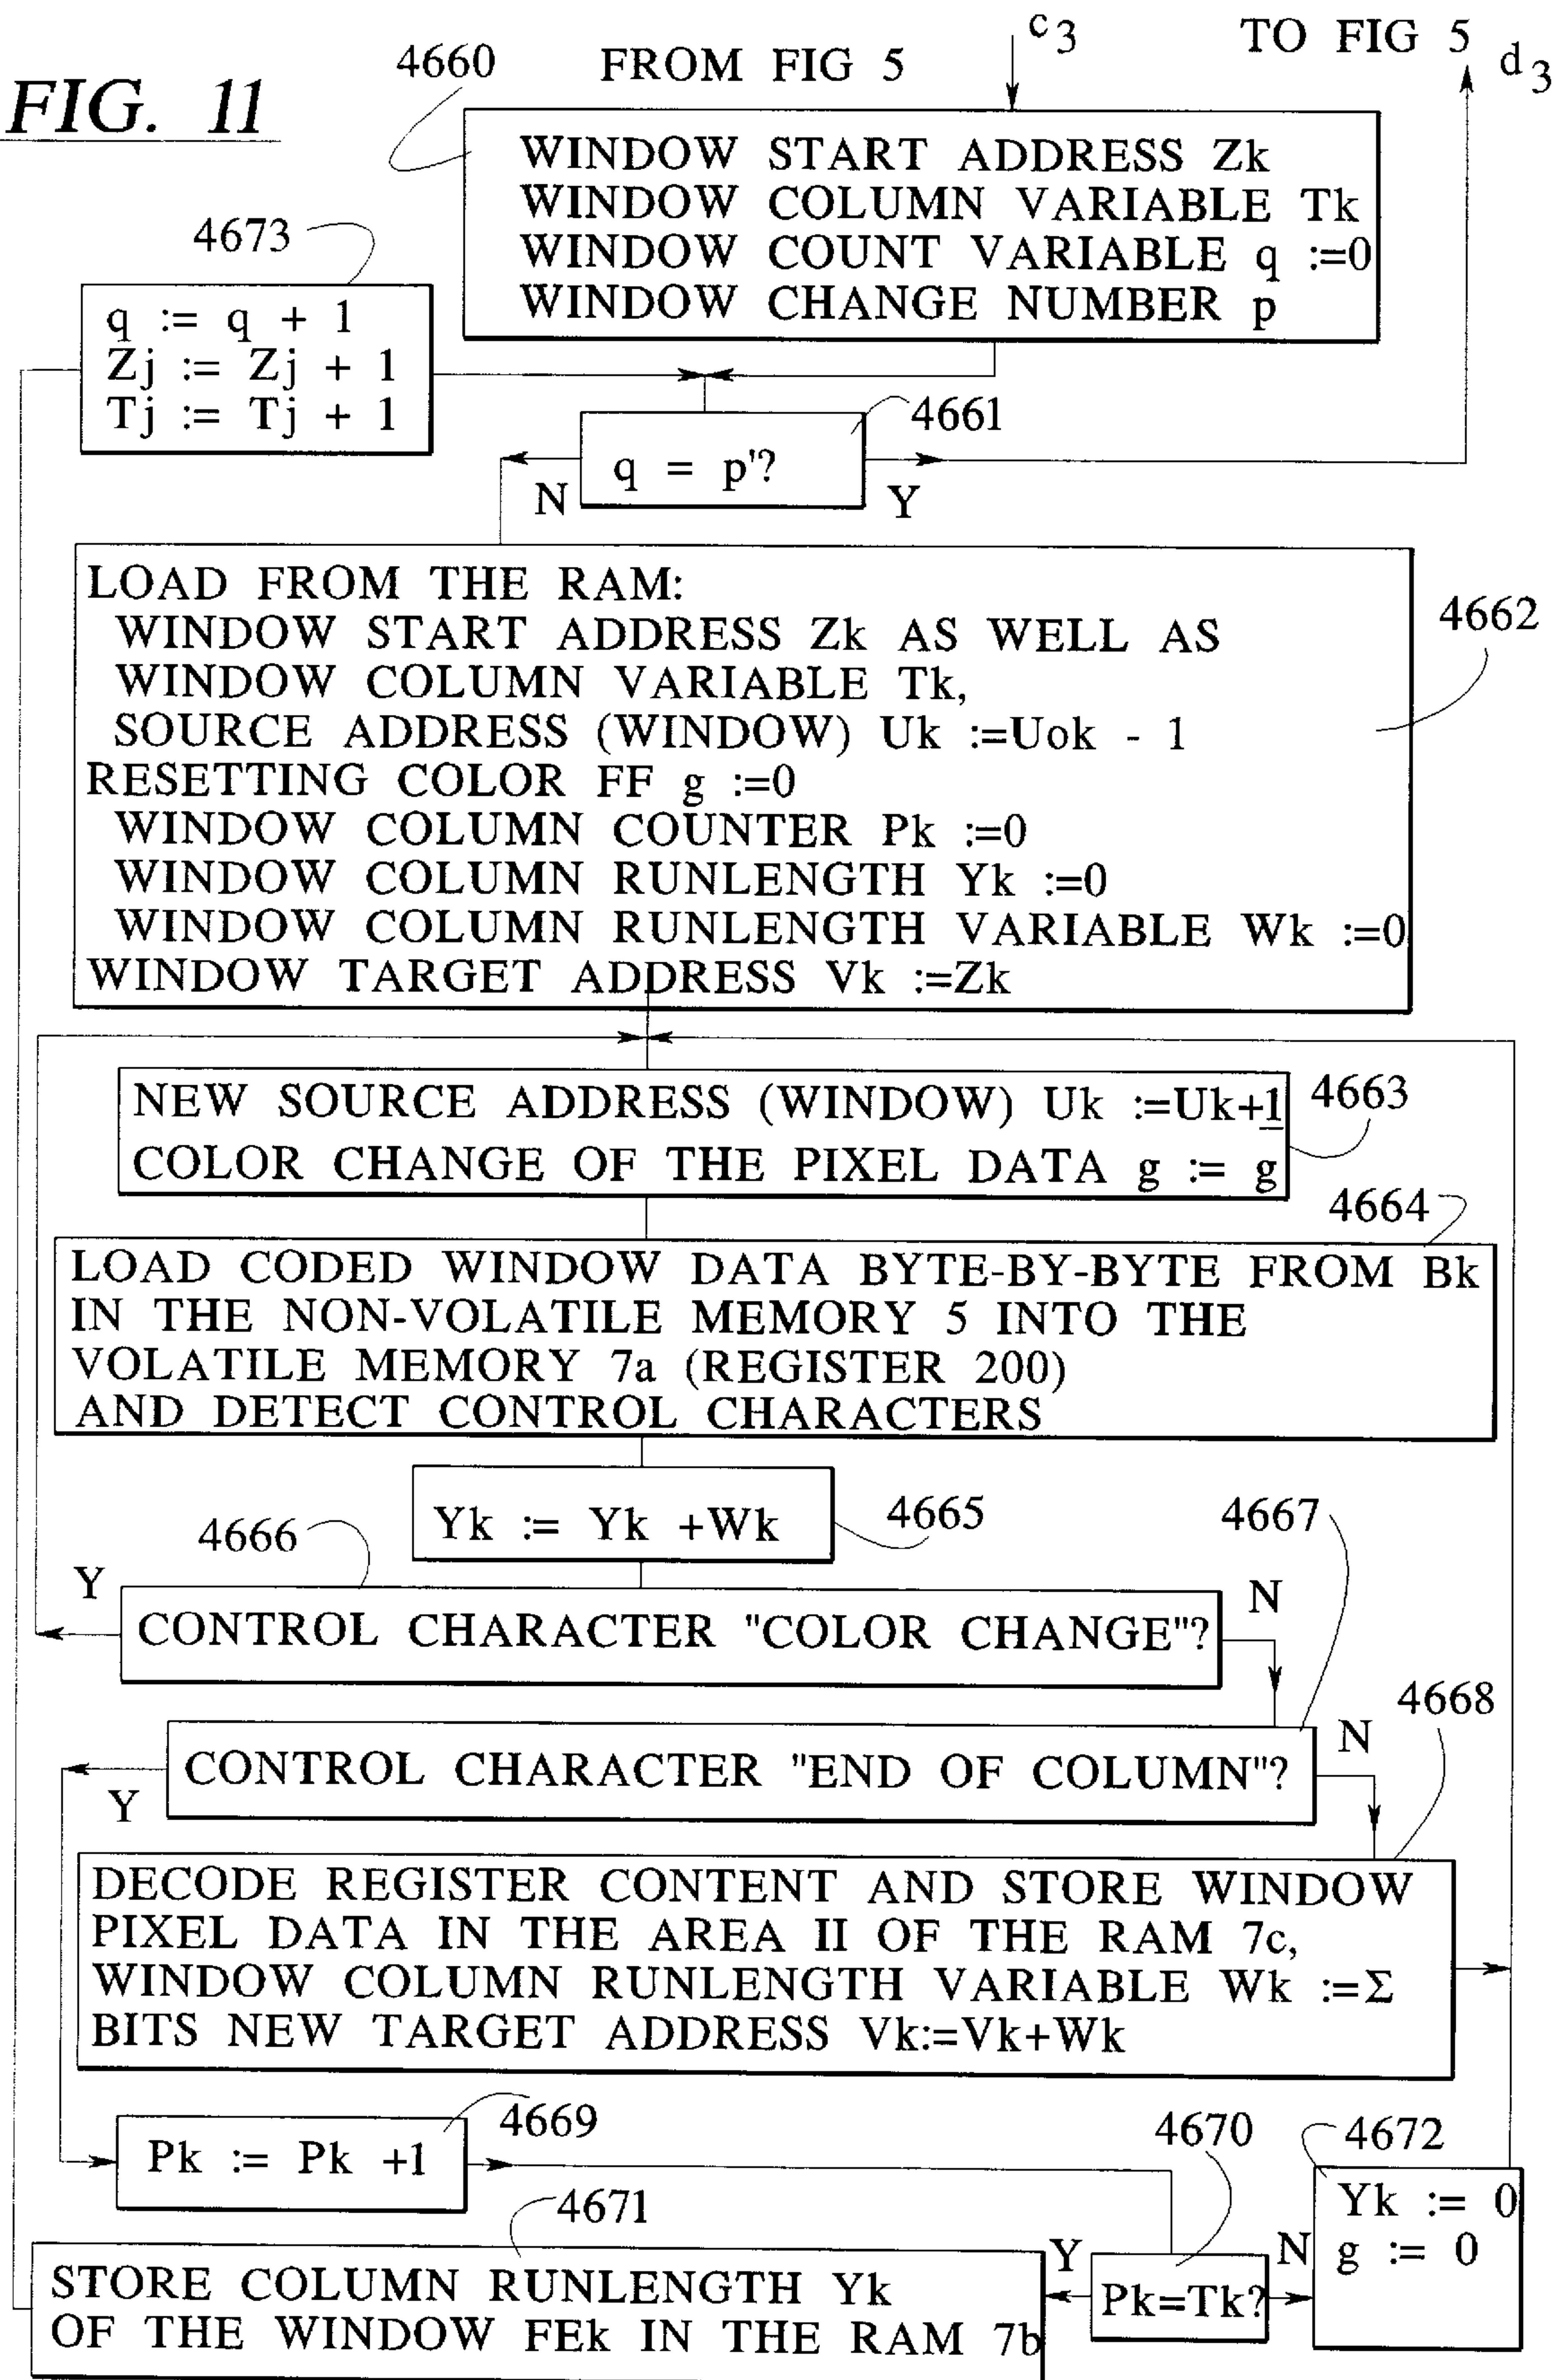 FIG. 11
4660
FROM FIG 5
c3
TO FIG 5
d3
WINDOW START ADDRESS Zk
WINDOW COLUMN VARIABLE Tk
WINDOW COUNT VARIABLE q :=0
WINDOW CHANGE NUMBER p
4673
q := q + 1
Zj := Zj + 1
Tj := Tj + 1
4661
q = p'?
N
Y
LOAD FROM THE RAM:
WINDOW START ADDRESS Zk AS WELL AS
WINDOW COLUMN VARIABLE Tk,
SOURCE ADDRESS (WINDOW) Uk :=Uok - 1
RESETTING COLOR FF g :=0
WINDOW COLUMN COUNTER Pk :=0
WINDOW COLUMN RUNLENGTH Yk :=0
WINDOW COLUMN RUNLENGTH VARIABLE Wk :=0
WINDOW TARGET ADDRESS Vk :=Zk
4662
NEW SOURCE ADDRESS (WINDOW) Uk :=Uk+1
COLOR CHANGE OF THE PIXEL DATA g := g̅
4663
4664
LOAD CODED WINDOW DATA BYTE-BY-BYTE FROM Bk
IN THE NON-VOLATILE MEMORY 5 INTO THE
VOLATILE MEMORY 7a (REGISTER 200)
AND DETECT CONTROL CHARACTERS
Yk := Yk +Wk
4665
4666
4667
Y
CONTROL CHARACTER "COLOR CHANGE"?
N
4668
CONTROL CHARACTER "END OF COLUMN"?
N
Y
DECODE REGISTER CONTENT AND STORE WINDOW
PIXEL DATA IN THE AREA II OF THE RAM 7c,
WINDOW COLUMN RUNLENGTH VARIABLE Wk :=Σ
BITS NEW TARGET ADDRESS Vk:=Vk+Wk
Pk := Pk +1
4669
4670
4672
Yk := 0
g := 0
4671
STORE COLUMN RUNLENGTH Yk
OF THE WINDOW FEk IN THE RAM 7b
Y
Pk=Tk?
N